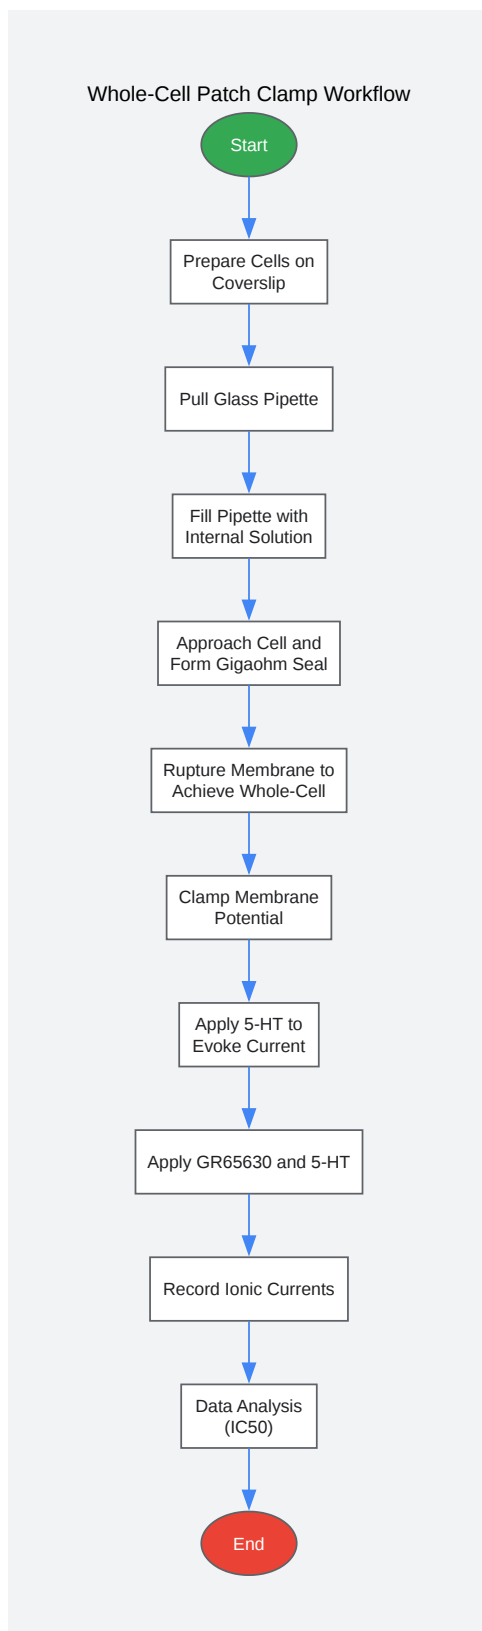 Whole-Cell Patch Clamp Workflow
Start
Prepare Cells on
Coverslip
Pull Glass Pipette
Fill Pipette with
Internal Solution
Approach Cell and
Form Gigaohm Seal
Rupture Membrane to
Achieve Whole-Cell
Clamp Membrane
Potential
Apply 5-HT to
Evoke Current
Apply GR65630 and 5-HT
Record Ionic Currents
Data Analysis
(IC50)
End